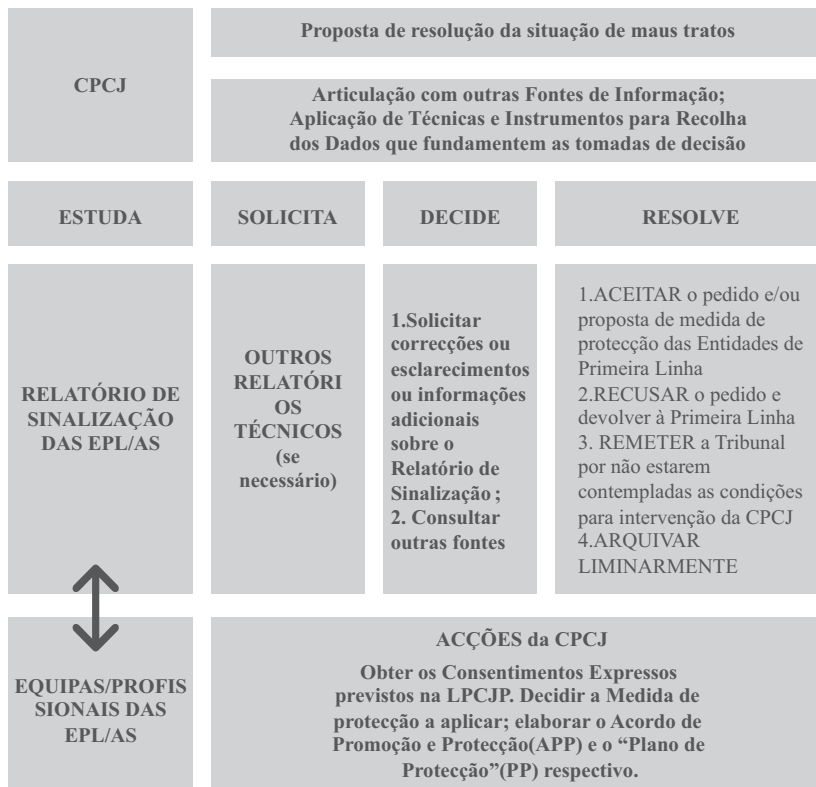 CPCJ
Proposta de resolução da situação de maus tratos
Articulação com outras Fontes de Informação;
Aplicação de Técnicas e Instrumentos para Recolha
dos Dados que fundamentem as tomadas de decisão
ESTUDA
SOLICITA
DECIDE
RESOLVE
RELATÓRIO DE
SINALIZAÇÃO
DAS EPL/AS
OUTROS
RELATÓRI
OS
TÉCNICOS
(se
necessário)
1.Solicitar
correcções ou
esclarecimentos
ou informações
adicionais
sobre o
Relatório de
Sinalização ;
2. Consultar
outras fontes
1.ACEITAR o pedido e/ou
proposta de medida de
protecção das Entidades de
Primeira Linha
2.RECUSAR o pedido e
devolver à Primeira Linha
3. REMETER a Tribunal
por não estarem
contempladas as condições
para intervenção da CPCJ
4.ARQUIVAR
LIMINARMENTE
EQUIPAS/PROFIS
SIONAIS DAS
EPL/AS
ACÇÕES da CPCJ
Obter os Consentimentos Expressos
previstos na LPCJP. Decidir a Medida de
protecção a aplicar; elaborar o Acordo de
Promoção e Protecção(APP) e o “Plano de
Protecção”(PP) respectivo.